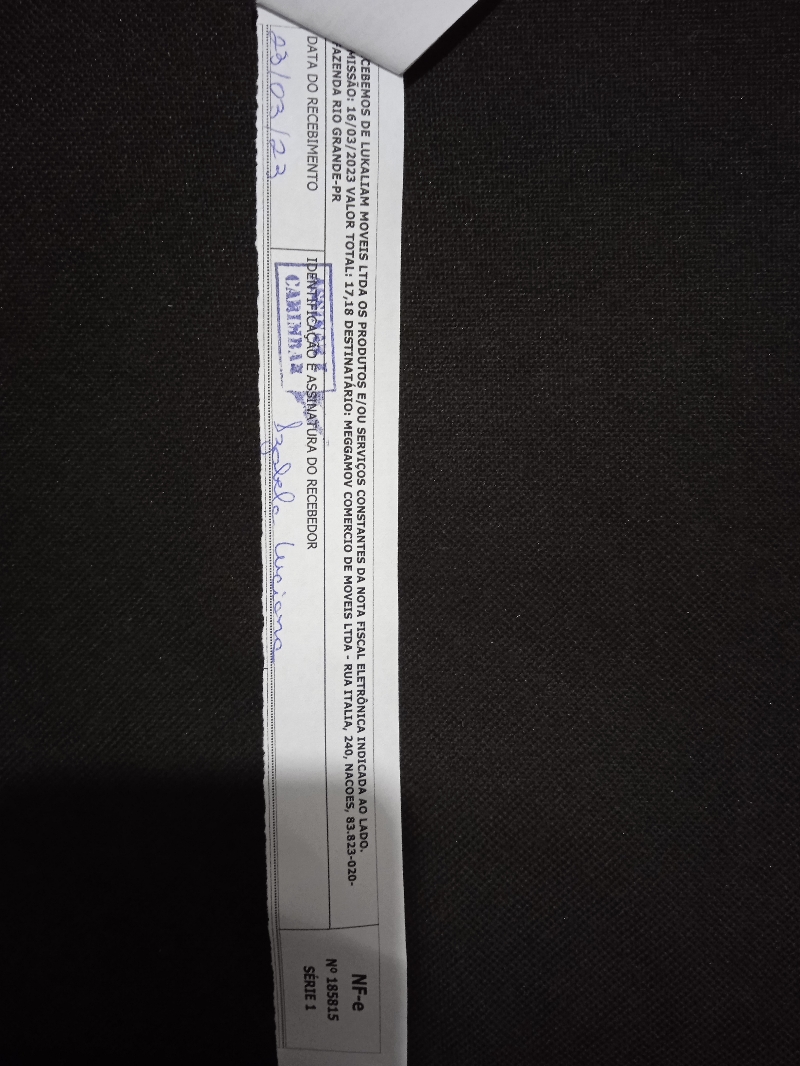 CEBEMOS DE LUKALIAM MOVEIS LTDA OS PRODUTOS E/OU SERVIÇOS CONSTANTES DA NOTA FISCAL ELETRÔNICA INDICADA AO LADO.
MISSÃO: 16/03/2023 VALOR TOTAL: 17,18 DESTINATÁRIO: MEGGAMOV COMERCIO DE MOVEIS LTDA - RUA ITALIA, 240, NACOES, 83.823-020-
AZENDA RIO GRANDE-PR
DATA DO RECEBIMENTO
23/03/23
IDENTIFICAÇÃO E ASSINATURA DO RECEBEDOR
CARIMBAR
Luciano
NF-e
Nº 185815
SÉRIE 1